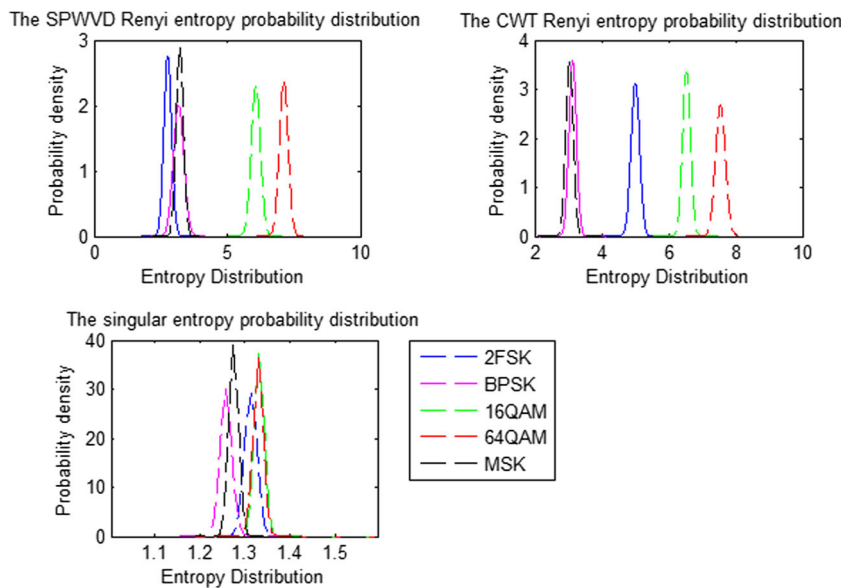 The SPWVD Renyi entropy probability distribution
3
2
1
0
Probability density
0 5 10
Entropy Distribution
The CWT Renyi entropy probability distribution
4
3
2
1
0
Probability density
2 4 6 8 10
Entropy Distribution
The singular entropy probability distribution
40
30
20
10
0
Probability density
1.1 1.2 1.3 1.4 1.5
Entropy Distribution
2FSK
BPSK
16QAM
64QAM
MSK